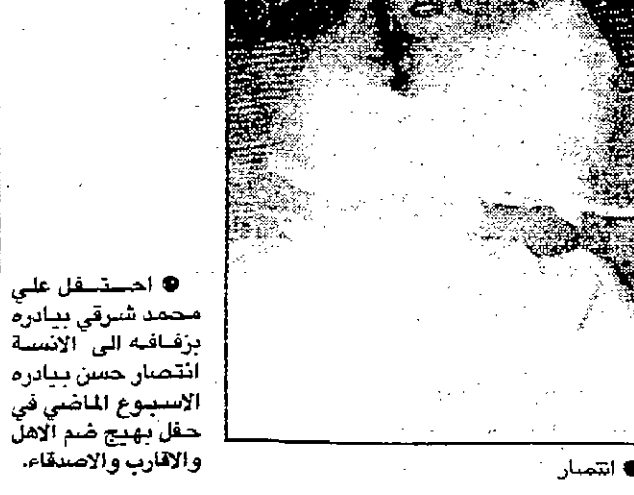 ● احتفل علي
محمد شرقي بيادره
بزفافه الى الانسة
انتصار حسن بيادره
الاسبوع الماضي في
حفل بهيج ضم الاهل
والاقارب والاصدقاء.
● انتصار